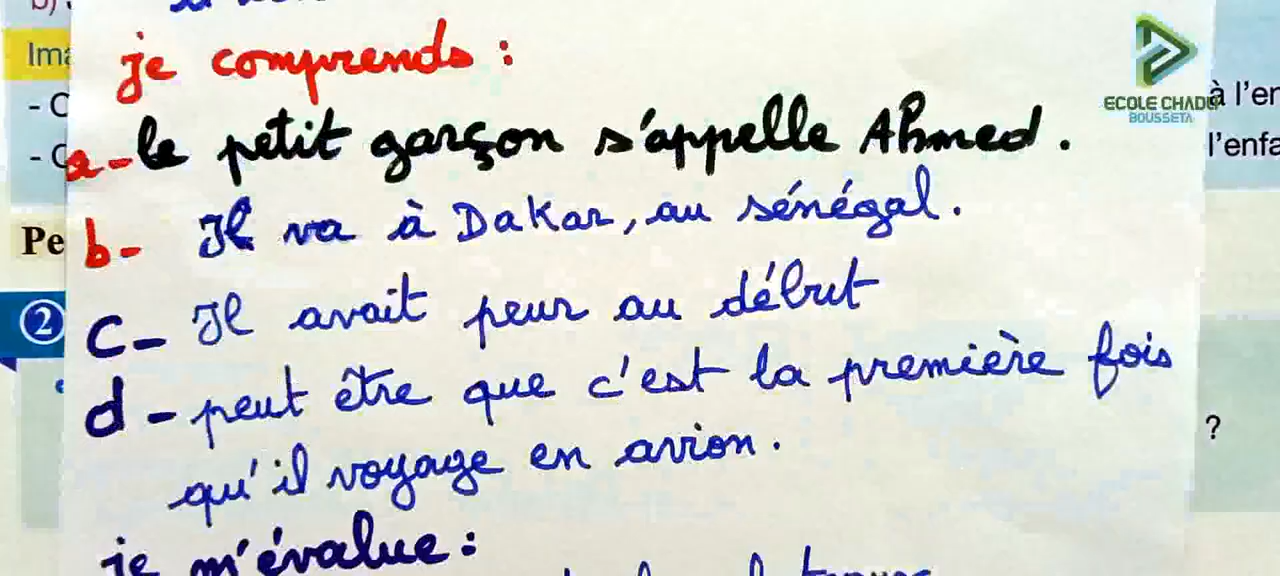 je comprends :
a- le petit garçon s'appelle Ahmed.
b- Il va à Dakar, au sénégal.
C- Il avait peur au début
d- peut être que c'est la première fois
qu'il voyage en avion.
je m'évalue :
ECOLE CHADLI
BOUSSETA
Pe
2
à l'en
l'enfa
?